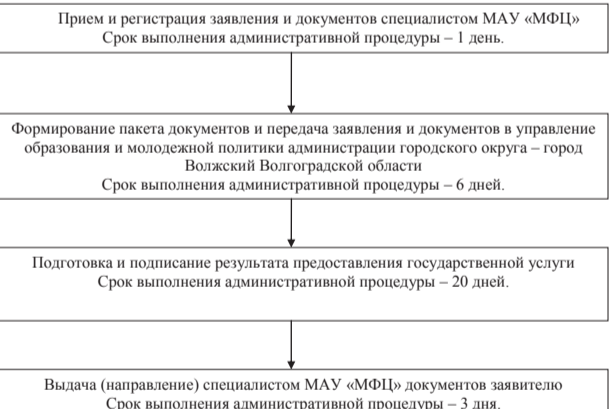 Прием и регистрация заявления и документов специалистом МАУ «МФЦ»
Срок выполнения административной процедуры – 1 день.
Формирование пакета документов и передача заявления и документов в управление
образования и молодежной политики администрации городского округа – город
Волжский Волгоградской области
Срок выполнения административной процедуры – 6 дней.
Подготовка и подписание результата предоставления государственной услуги
Срок выполнения административной процедуры – 20 дней.
Выдача (направление) специалистом МАУ «МФЦ» документов заявителю
Срок выполнения административной процедуры – 3 дня.